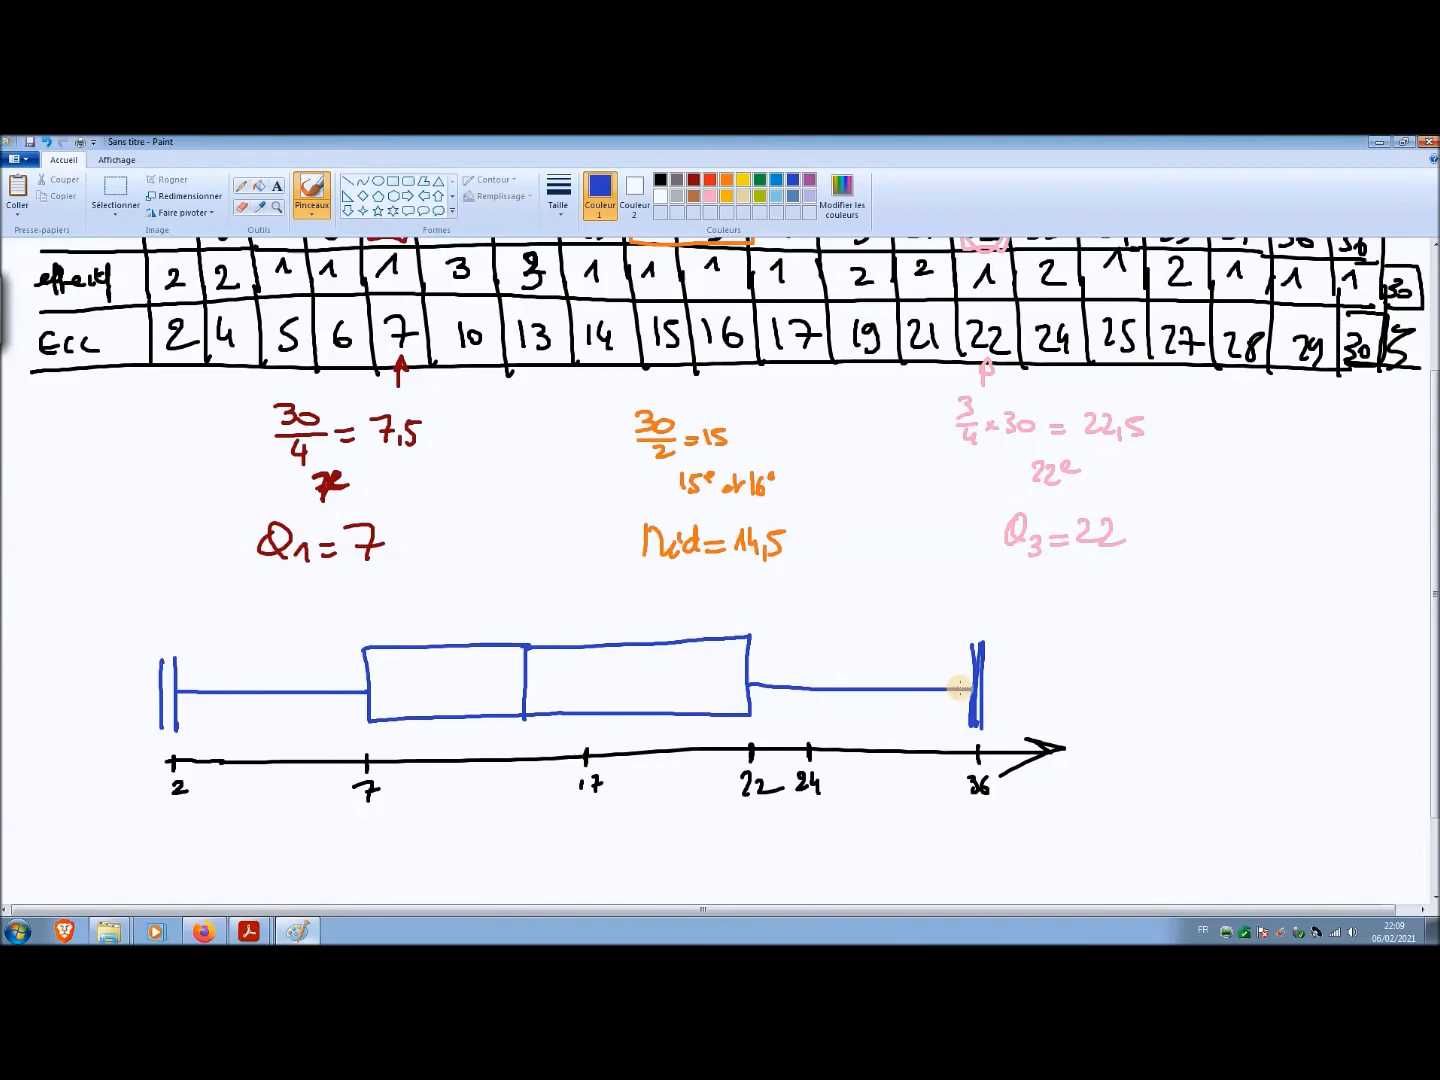 Sans titre - Paint
Accueil Affichage
Coller
Couper
Copier
Presse-papiers
Sélectionner
Rogner
Redimensionner
Faire pivoter
Image
A
Outils
Pinceaux
Contour
Remplissage
Formes
Taille
Couleur 1
Couleur 2
Modifier les couleurs
Couleurs
effectif 2 2 1 1 1 3 3 1 1 1 1 2 2 1 2 1 2 1 1 1 30
ECC 2 4 5 6 7 10 13 14 15 16 17 19 21 22 24 25 27 28 29 30
30/4 = 7,5
7e
Q1 = 7
30/2 = 15
15e et 16e
Méd = 14,5
3/4 × 30 = 22,5
22e
Q3 = 22
2 7 17 22 24 36
FR
22:09
06/02/2021